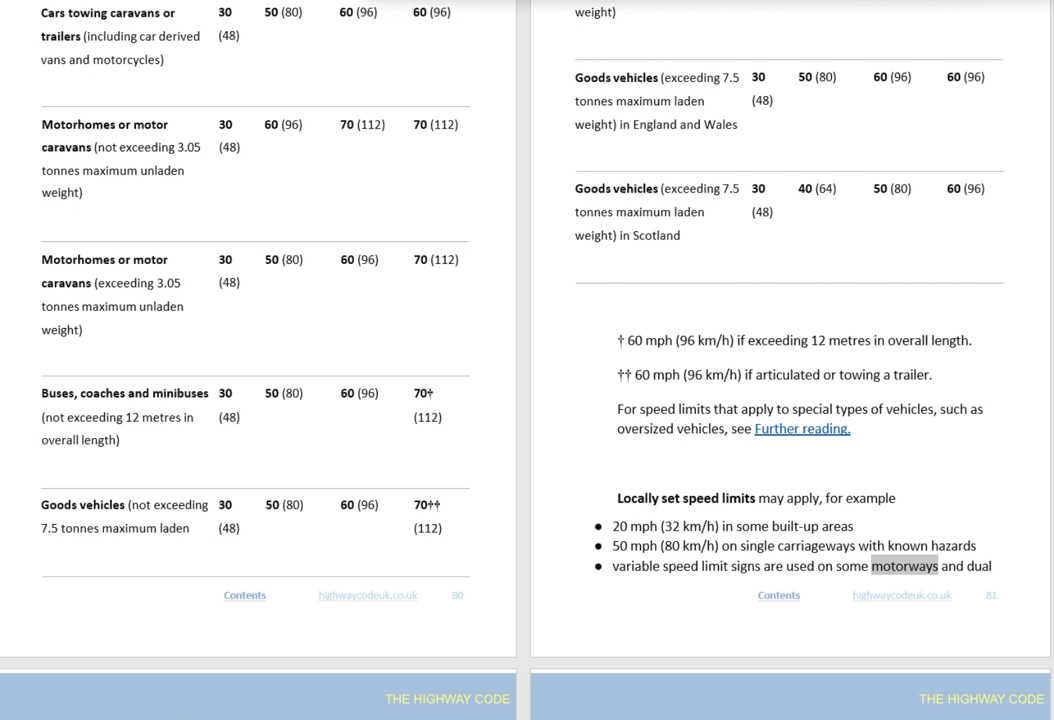 Cars towing caravans or 30 50 (80) 60 (96) 60 (96)
trailers (including car derived (48)
vans and motorcycles)
Motorhomes or motor 30 60 (96) 70 (112) 70 (112)
caravans (not exceeding 3.05 (48)
tonnes maximum unladen
weight)
Motorhomes or motor 30 50 (80) 60 (96) 70 (112)
caravans (exceeding 3.05 (48)
tonnes maximum unladen
weight)
Buses, coaches and minibuses 30 50 (80) 60 (96) 70†
(not exceeding 12 metres in (48) (112)
overall length)
Goods vehicles (not exceeding 30 50 (80) 60 (96) 70††
7.5 tonnes maximum laden (48) (112)
Contents highwaycodeuk.co.uk 80
THE HIGHWAY CODE
weight)
Goods vehicles (exceeding 7.5 30 50 (80) 60 (96) 60 (96)
tonnes maximum laden (48)
weight) in England and Wales
Goods vehicles (exceeding 7.5 30 40 (64) 50 (80) 60 (96)
tonnes maximum laden (48)
weight) in Scotland
† 60 mph (96 km/h) if exceeding 12 metres in overall length.
†† 60 mph (96 km/h) if articulated or towing a trailer.
For speed limits that apply to special types of vehicles, such as
oversized vehicles, see Further reading.
Locally set speed limits may apply, for example
● 20 mph (32 km/h) in some built-up areas
● 50 mph (80 km/h) on single carriageways with known hazards
● variable speed limit signs are used on some motorways and dual
Contents highwaycodeuk.co.uk 81
THE HIGHWAY CODE